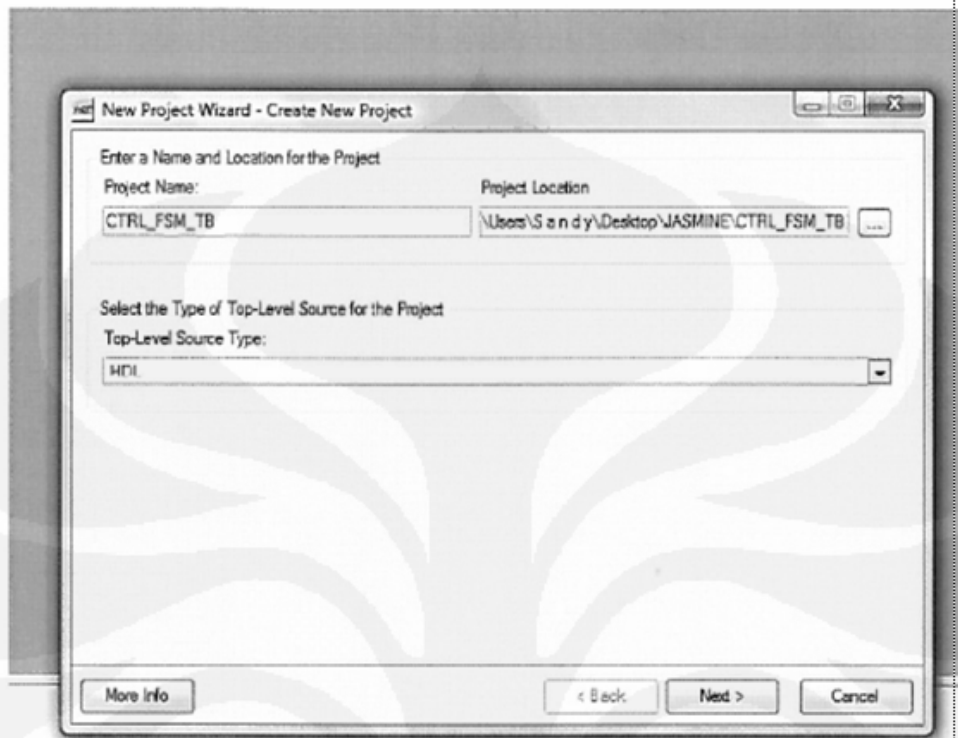 New Project Wizard - Create New Project
Enter a Name and Location for the Project
Project Name: Project Location
CTRL_FSM_TB \Users\S a n d y\Desktop\JASMINE\CTRL_FSM_TB ...
Select the Type of Top-Level Source for the Project
Top-Level Source Type:
HDL
More Info < Back Next > Cancel